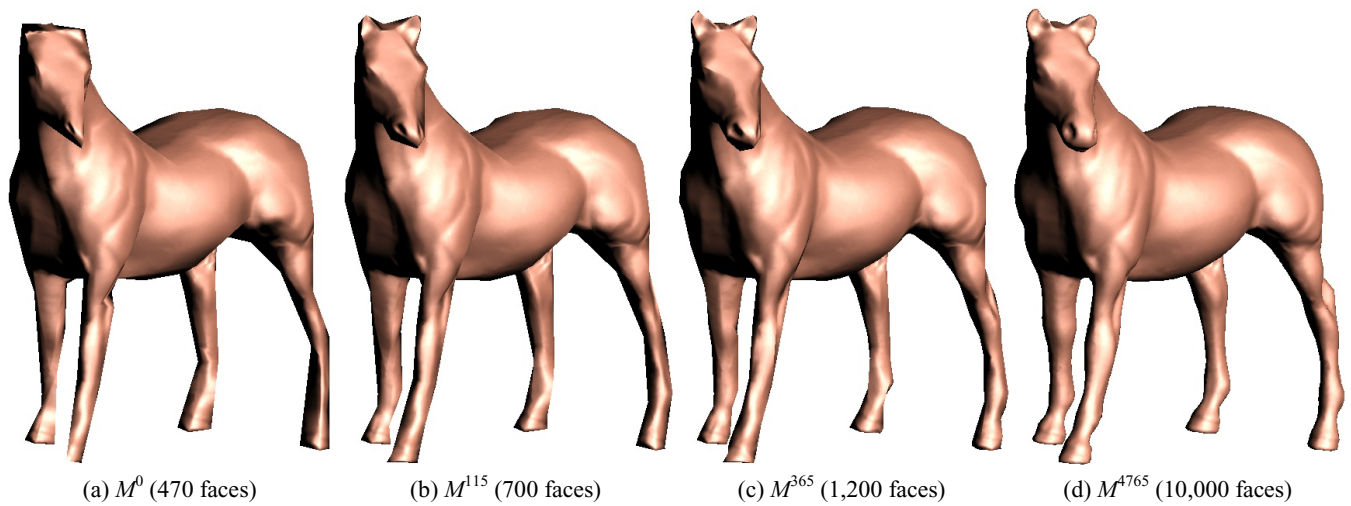 (a) M⁰ (470 faces)
(b) M¹¹⁵ (700 faces)
(c) M³⁶⁵ (1,200 faces)
(d) M⁴⁷⁶⁵ (10,000 faces)